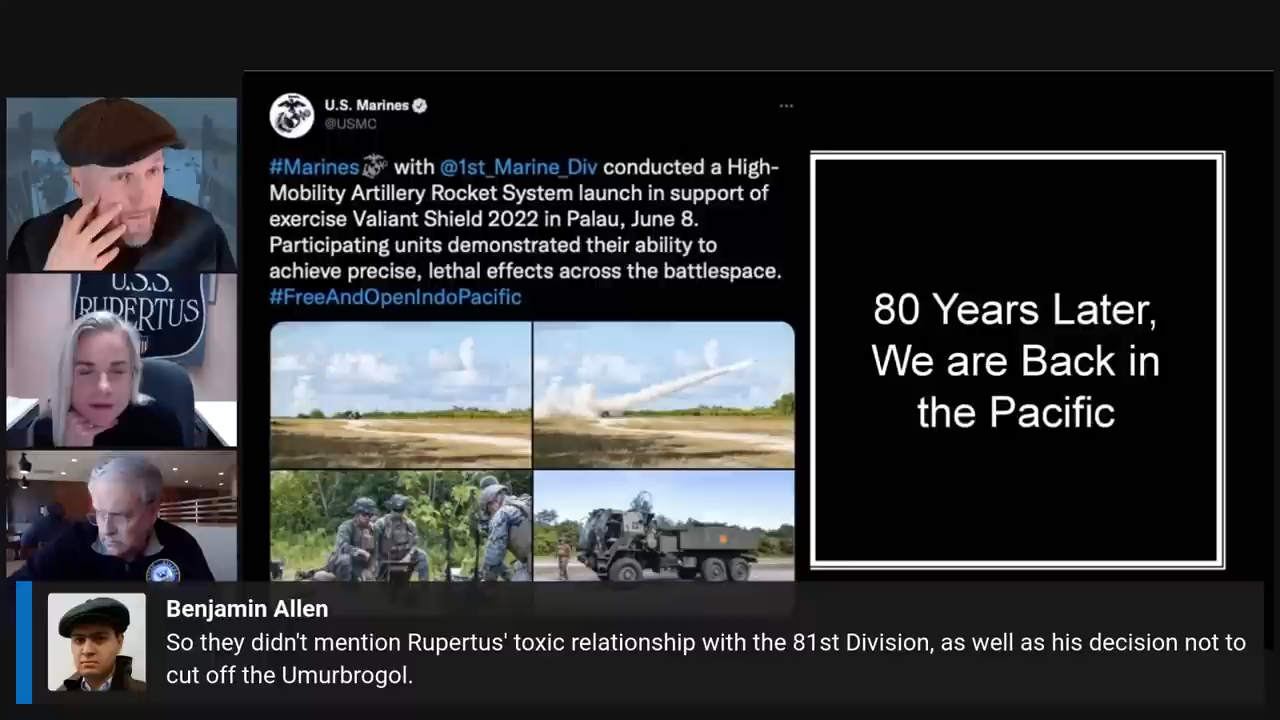 U.S. Marines
@USMC
#Marines with @1st_Marine_Div conducted a High-
Mobility Artillery Rocket System launch in support of
exercise Valiant Shield 2022 in Palau, June 8.
Participating units demonstrated their ability to
achieve precise, lethal effects across the battlespace.
#FreeAndOpenIndoPacific
80 Years Later,
We are Back in
the Pacific
U.S.S.
RUPERTUS
Benjamin Allen
So they didn't mention Rupertus' toxic relationship with the 81st Division, as well as his decision not to
cut off the Umurbrogol.